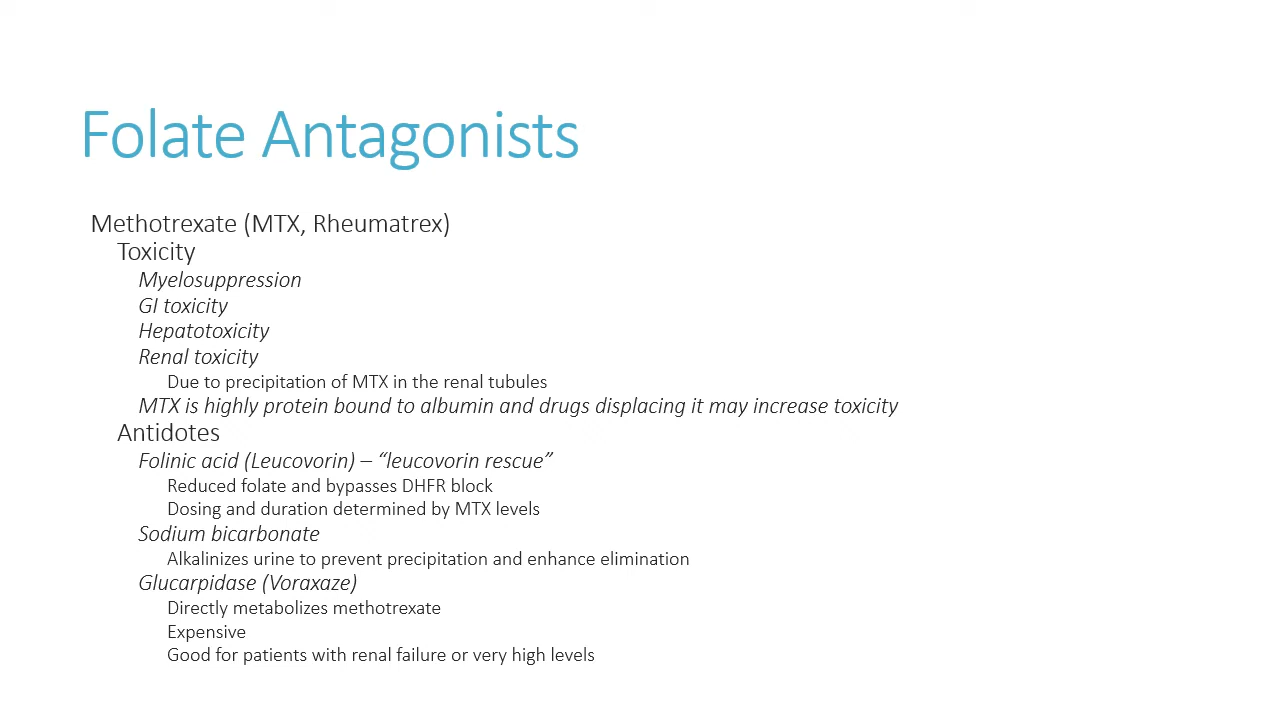 Folate Antagonists
Methotrexate (MTX, Rheumatrex)
Toxicity
Myelosuppression
GI toxicity
Hepatotoxicity
Renal toxicity
Due to precipitation of MTX in the renal tubules
MTX is highly protein bound to albumin and drugs displacing it may increase toxicity
Antidotes
Folinic acid (Leucovorin) – “leucovorin rescue”
Reduced folate and bypasses DHFR block
Dosing and duration determined by MTX levels
Sodium bicarbonate
Alkalinizes urine to prevent precipitation and enhance elimination
Glucarpidase (Voraxaze)
Directly metabolizes methotrexate
Expensive
Good for patients with renal failure or very high levels